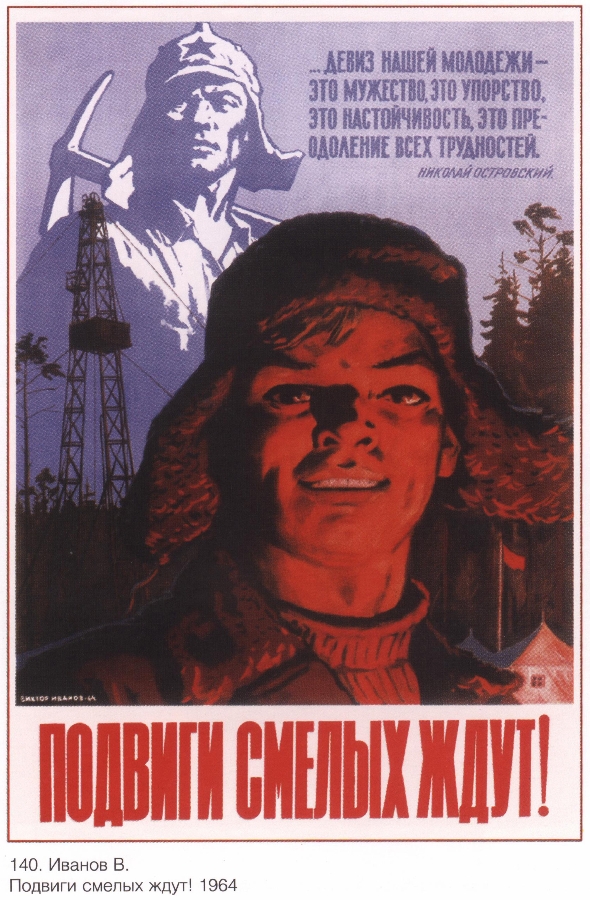 ... ДЕВИЗ НАШЕЙ МОЛОДЕЖИ –
ЭТО МУЖЕСТВО, ЭТО УПОРСТВО,
ЭТО НАСТОЙЧИВОСТЬ, ЭТО ПРЕ-
ОДОЛЕНИЕ ВСЕХ ТРУДНОСТЕЙ.
НИКОЛАЙ ОСТРОВСКИЙ.
ВИКТОР ИВАНОВ-64
ПОДВИГИ СМЕЛЫХ ЖДУТ!
140. Иванов В.
Подвиги смелых ждут! 1964